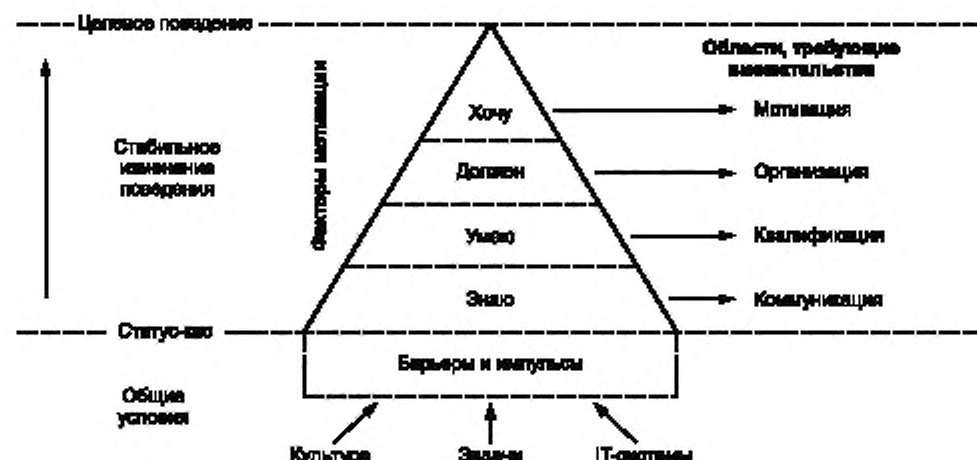 Целевое поведение
Области, требующие
вмешательства
Факторы мотивации
Хочу
Мотивация
Стабильное
изменение
поведения
Должен
Организация
Умею
Квалификация
Знаю
Коммуникация
Статус-кво
Барьеры и импульсы
Общие
условия
Культура
Задачи
IT-системы